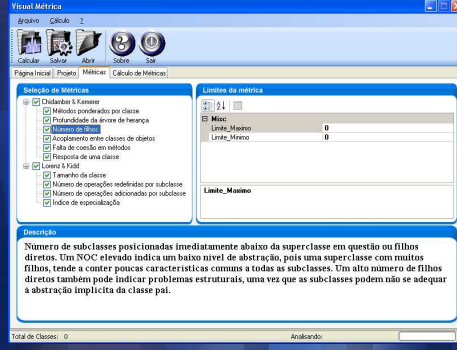 Visual Métrica
Arquivo Cálculo ?
Calcular Salvar Abrir Sobre Sair
Página Inicial Projeto Métricas Cálculo de Métricas
Seleção de Métricas
Chidamber & Kemerer
Métodos ponderados por classe
Profundidade da árvore de herança
Número de filhos
Acoplamento entre classes de objetos
Falta de coesão em métodos
Resposta de uma classe
Lorenz & Kidd
Tamanho da classe
Número de operações redefinidas por subclasse
Número de operações adicionadas por subclasse
Indice de especialização
Limites da métrica
Misc
Limite_Maximo 0
Limite_Minimo 0
Limite_Maximo
Descrição
Número de subclasses posicionadas imediatamente abaixo da superclasse em questão ou filhos
diretos. Um NOC elevado indica um baixo nível de abstração, pois uma superclasse com muitos
filhos, tende a conter poucas caracteristicas comuns a todas as subclasses. Um alto número de filhos
diretos também pode indicar problemas estruturais, uma vez que as subclasses podem não se adequar
à abstração implicita da classe pai.
Total de Classes: 0 Analisando: